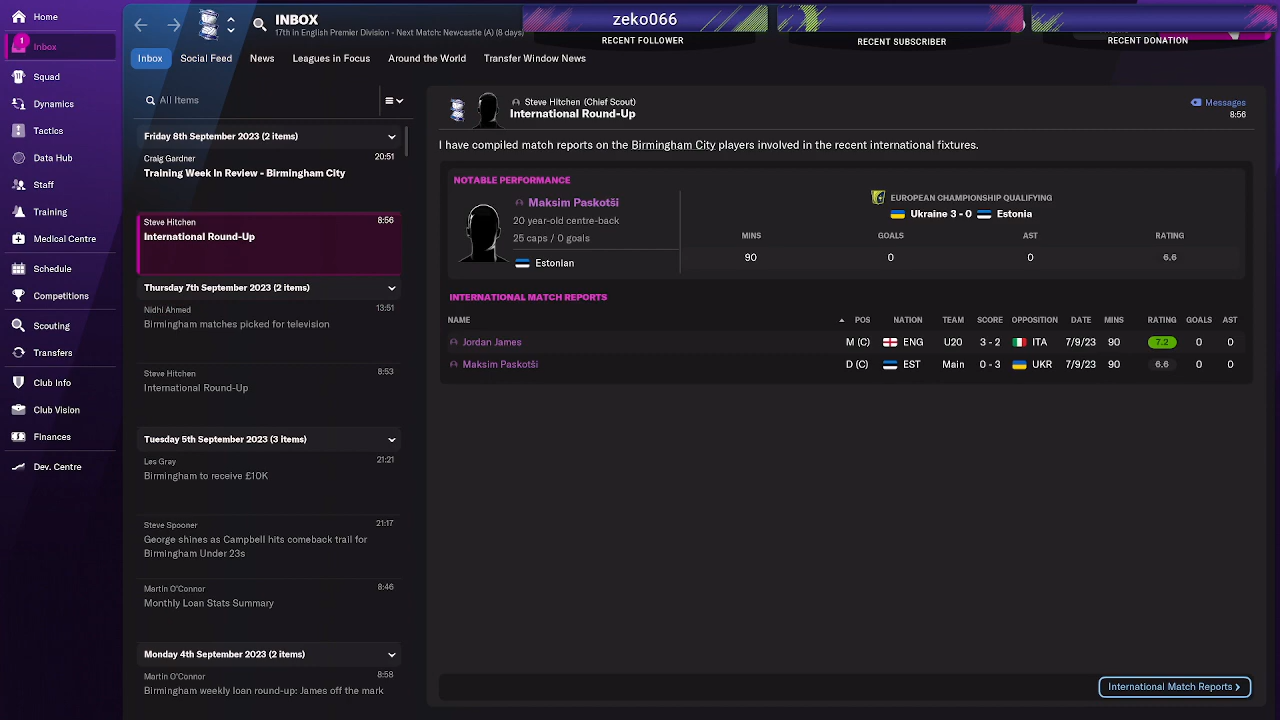 Home
1
Inbox
Squad
Dynamics
Tactics
Data Hub
Staff
Training
Medical Centre
Schedule
Competitions
Scouting
Transfers
Club Info
Club Vision
Finances
Dev. Centre
INBOX
17th in English Premier Division - Next Match: Newcastle (A) (8 days)
zeko066
RECENT FOLLOWER
RECENT SUBSCRIBER
RECENT DONATION
Inbox
Social Feed
News
Leagues in Focus
Around the World
Transfer Window News
All Items
Friday 8th September 2023 (2 items)
Craig Gardner 20:51
Training Week In Review - Birmingham City
Steve Hitchen 8:56
International Round-Up
Thursday 7th September 2023 (2 items)
Nidhi Ahmed 13:51
Birmingham matches picked for television
Steve Hitchen 8:53
International Round-Up
Tuesday 5th September 2023 (3 items)
Les Gray 21:21
Birmingham to receive £10K
Steve Spooner 21:17
George shines as Campbell hits comeback trail for
Birmingham Under 23s
Martin O'Connor 8:46
Monthly Loan Stats Summary
Monday 4th September 2023 (2 items)
Martin O'Connor 8:58
Birmingham weekly loan round-up: James off the mark
Steve Hitchen (Chief Scout)
International Round-Up
Messages
8:56
I have compiled match reports on the Birmingham City players involved in the recent international fixtures.
NOTABLE PERFORMANCE
Maksim Paskotši
20 year-old centre-back
25 caps / 0 goals
Estonian
EUROPEAN CHAMPIONSHIP QUALIFYING
Ukraine 3 - 0 Estonia
MINS GOALS AST RATING
90 0 0 6.6
INTERNATIONAL MATCH REPORTS
NAME POS NATION TEAM SCORE OPPOSITION DATE MINS RATING GOALS AST
Jordan James M (C) ENG U20 3 - 2 ITA 7/9/23 90 7.2 0 0
Maksim Paskotši D (C) EST Main 0 - 3 UKR 7/9/23 90 6.6 0 0
International Match Reports